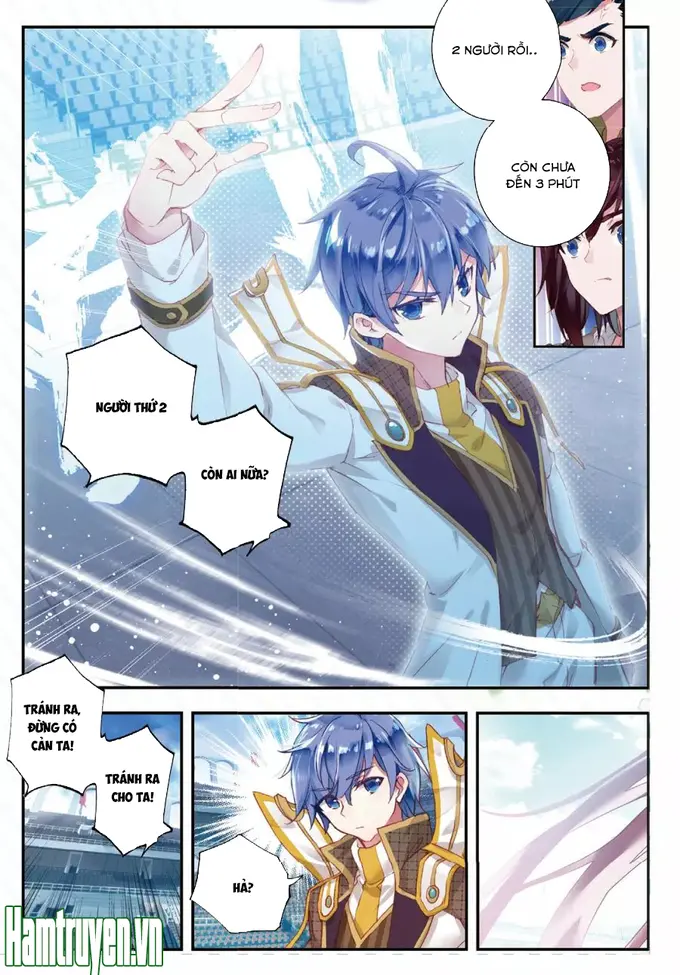 2 NGƯỜI RỒI..
CÒN CHƯA
ĐẾN 3 PHÚT
NGƯỜI THỨ 2
CÒN AI NỮA?
TRÁNH RA,
ĐỪNG CÓ
CẢN TA!
TRÁNH RA
CHO TA!
HẢ?
Hamtruyen.vn